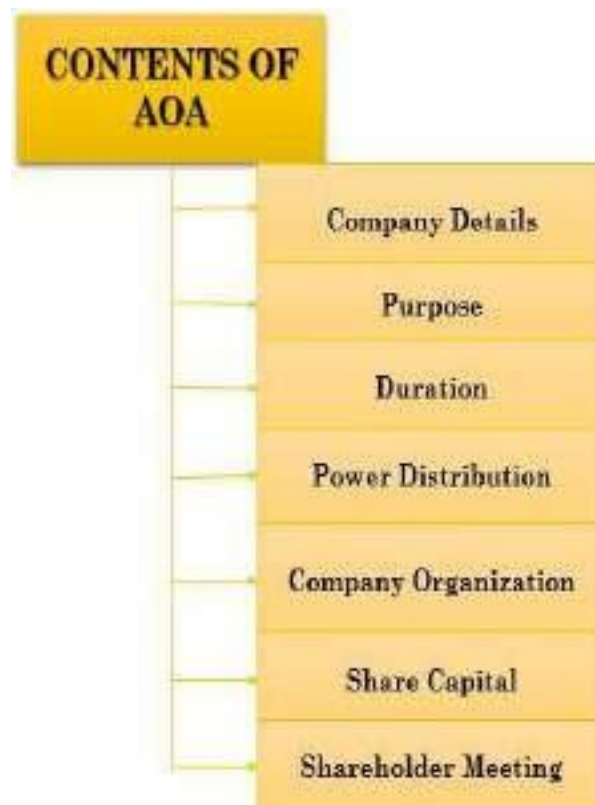 CONTENTS OF
AOA
Company Details
Purpose
Duration
Power Distribution
Company Organization
Share Capital
Shareholder Meeting